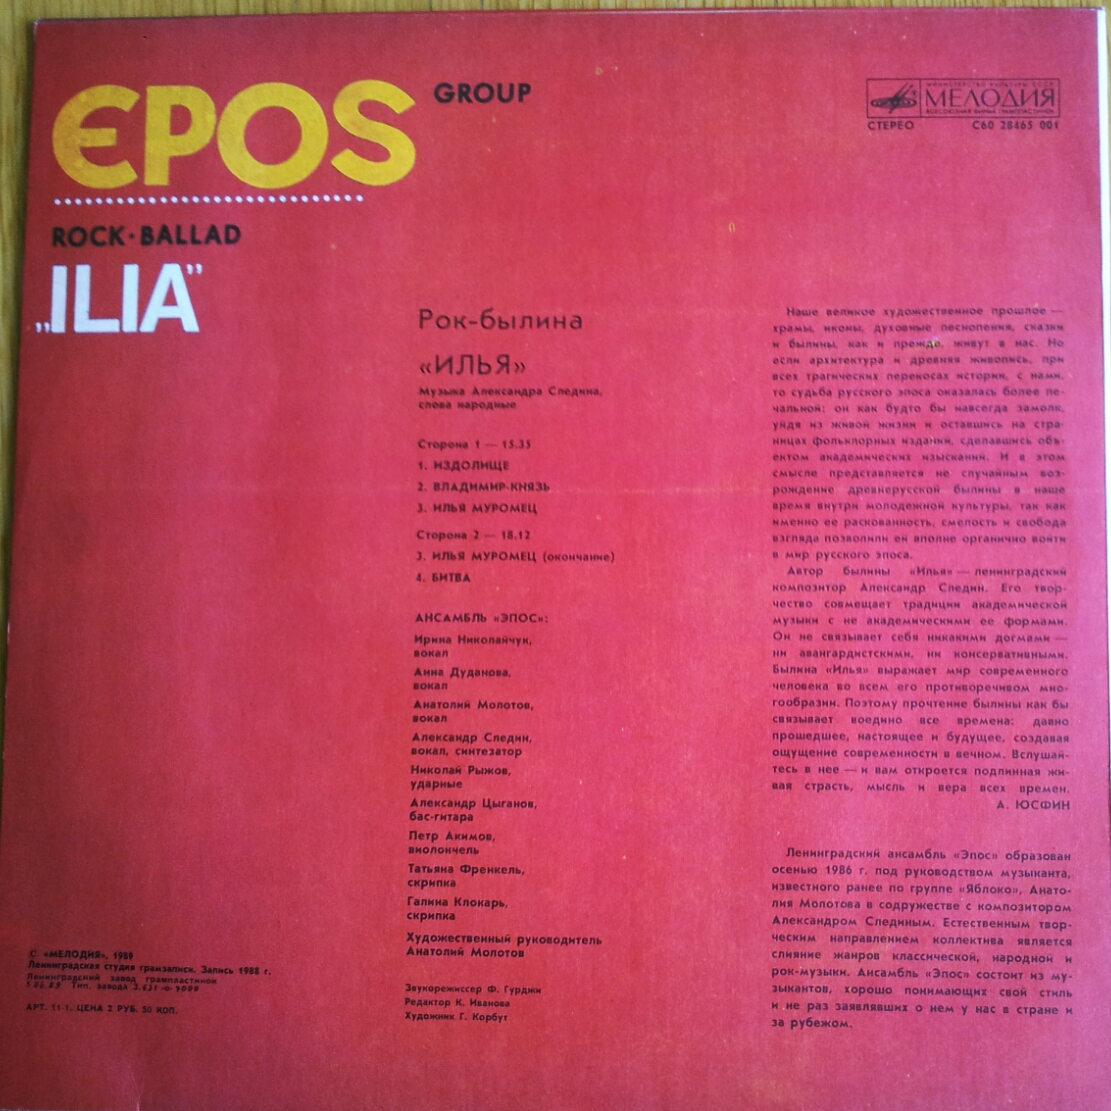 EPOS GROUP
МИНИСТЕРСТВО КУЛЬТУРЫ СССР
МЕЛОДИЯ
ВСЕСОЮЗНАЯ ФИРМА ГРАМПЛАСТИНОК
СТЕРЕО С60 28465 001
ROCK·BALLAD
„ILIA”
Рок-былина
«ИЛЬЯ»
Музыка Александра Следина,
слова народные
Сторона 1 — 15.35
1. ИЗДОЛИЩЕ
2. ВЛАДИМИР-КНЯЗЬ
3. ИЛЬЯ МУРОМЕЦ
Сторона 2 — 18.12
3. ИЛЬЯ МУРОМЕЦ (окончание)
4. БИТВА
АНСАМБЛЬ «ЭПОС»:
Ирина Николайчук,
вокал
Анна Дуданова,
вокал
Анатолий Молотов,
вокал
Александр Следин,
вокал, синтезатор
Николай Рыжов,
ударные
Александр Цыганов,
бас-гитара
Петр Акимов,
виолончель
Татьяна Френкель,
скрипка
Галина Клокарь,
скрипка
Художественный руководитель
Анатолий Молотов
Звукорежиссер Ф. Гурджи
Редактор К. Иванова
Художник Г. Корбут
Наше великое художественное прошлое —
храмы, иконы, духовные песнопения, сказки
и былины, как и прежде, живут в нас. Но
если архитектура и древняя живопись, при
всех трагических перекосах истории, с нами,
то судьба русского эпоса оказалась более пе-
чальной: он как будто бы навсегда замолк,
уйдя из живой жизни и оставшись на стра-
ницах фольклорных изданий, сделавшись объ-
ектом академических изысканий. И в этом
смысле представляется не случайным воз-
рождение древнерусской былины в наше
время внутри молодежной культуры, так как
именно ее раскованность, смелость и свобода
взгляда позволили ей вполне органично войти
в мир русского эпоса.
Автор былины «Илья» — ленинградский
композитор Александр Следин. Его твор-
чество совмещает традиции академической
музыки с не академическими ее формами.
Он не связывает себя никакими догмами —
ни авангардистскими, ни консервативными.
Былина «Илья» выражает мир современного
человека во всем его противоречивом мно-
гообразии. Поэтому прочтение былины как бы
связывает воедино все времена: давно
прошедшее, настоящее и будущее, создавая
ощущение современности в вечном. Вслушай-
тесь в нее — и вам откроется подлинная жи-
вая страсть, мысль и вера всех времен.
А. ЮСФИН
Ленинградский ансамбль «Эпос» образован
осенью 1986 г. под руководством музыканта,
известного ранее по группе «Яблоко», Анато-
лия Молотова в содружестве с композитором
Александром Слединым. Естественным твор-
ческим направлением коллектива является
слияние жанров классической, народной и
рок-музыки. Ансамбль «Эпос» состоит из му-
зыкантов, хорошо понимающих свой стиль
и не раз заявлявших о нем у нас в стране и
за рубежом.
С «МЕЛОДИЯ», 1989
Ленинградская студия грамзаписи. Запись 1988 г.
Ленинградский завод грампластинок
Тип. завода
АРТ. 11-1. ЦЕНА 2 РУБ. 50 КОП.